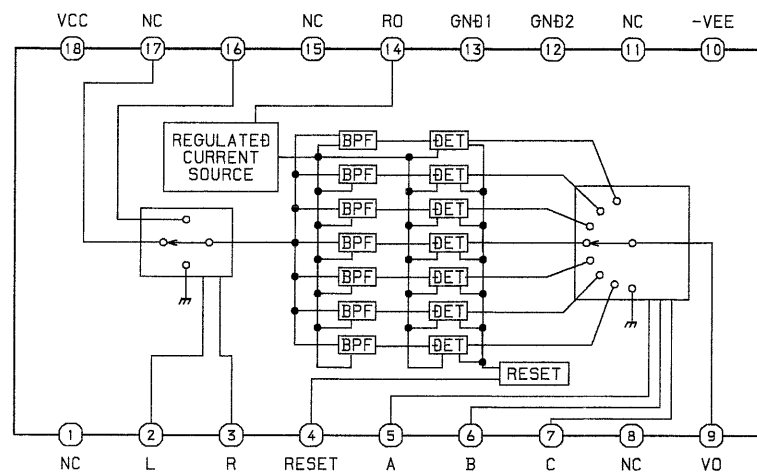 VCC NC NC RO GND1 GND2 NC -VEE
18 17 16 15 14 13 12 11 10
REGULATED
CURRENT
SOURCE
BPF DET
BPF DET
BPF DET
BPF DET
BPF DET
BPF DET
BPF DET
RESET
1 2 3 4 5 6 7 8 9
NC L R RESET A B C NC VO